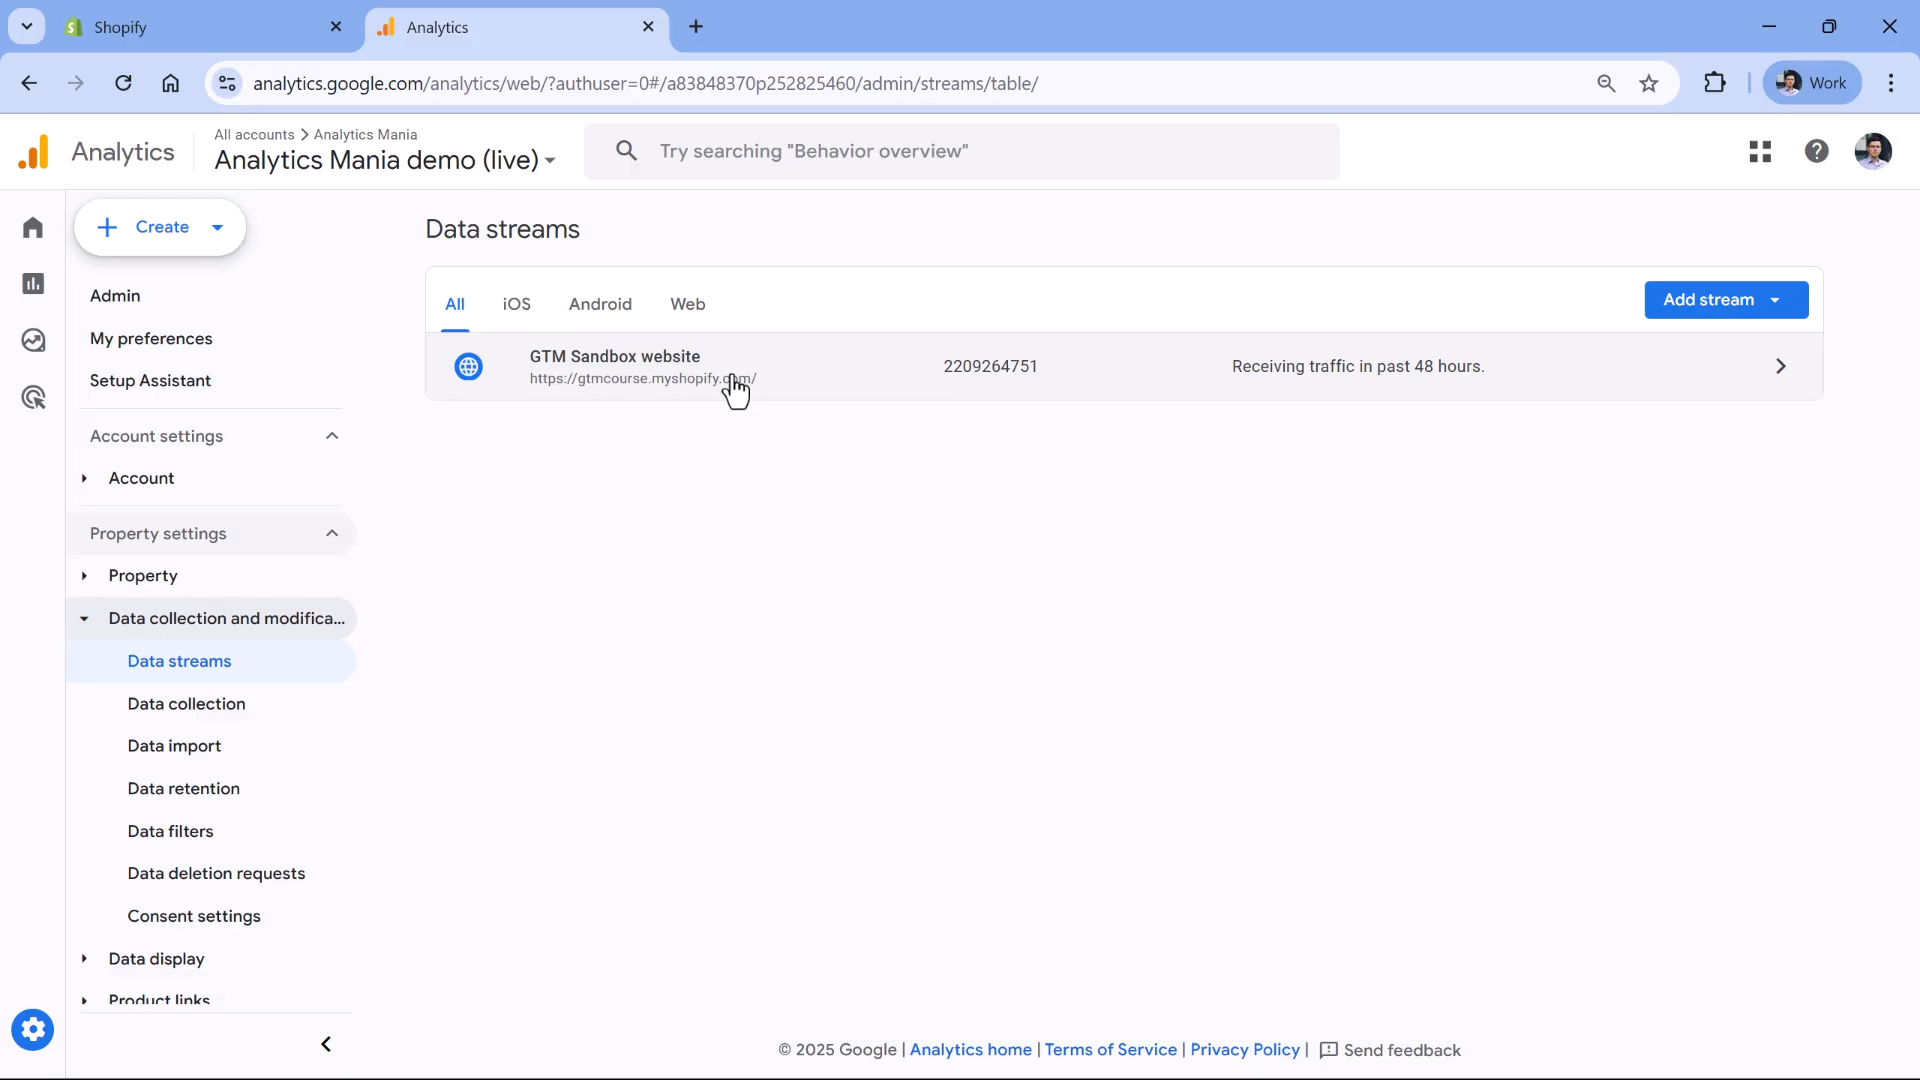 Shopify
Analytics
analytics.google.com/analytics/web/?authuser=0#/a83848370p252825460/admin/streams/table/
Work
Analytics
All accounts > Analytics Mania
Analytics Mania demo (live)
Try searching "Behavior overview"
Create
Admin
My preferences
Setup Assistant
Account settings
Account
Property settings
Property
Data collection and modifica...
Data streams
Data collection
Data import
Data retention
Data filters
Data deletion requests
Consent settings
Data display
Product links
Data streams
All iOS Android Web
Add stream
GTM Sandbox website
https://gtmcourse.myshopify.com/
2209264751
Receiving traffic in past 48 hours.
© 2025 Google | Analytics home | Terms of Service | Privacy Policy | Send feedback